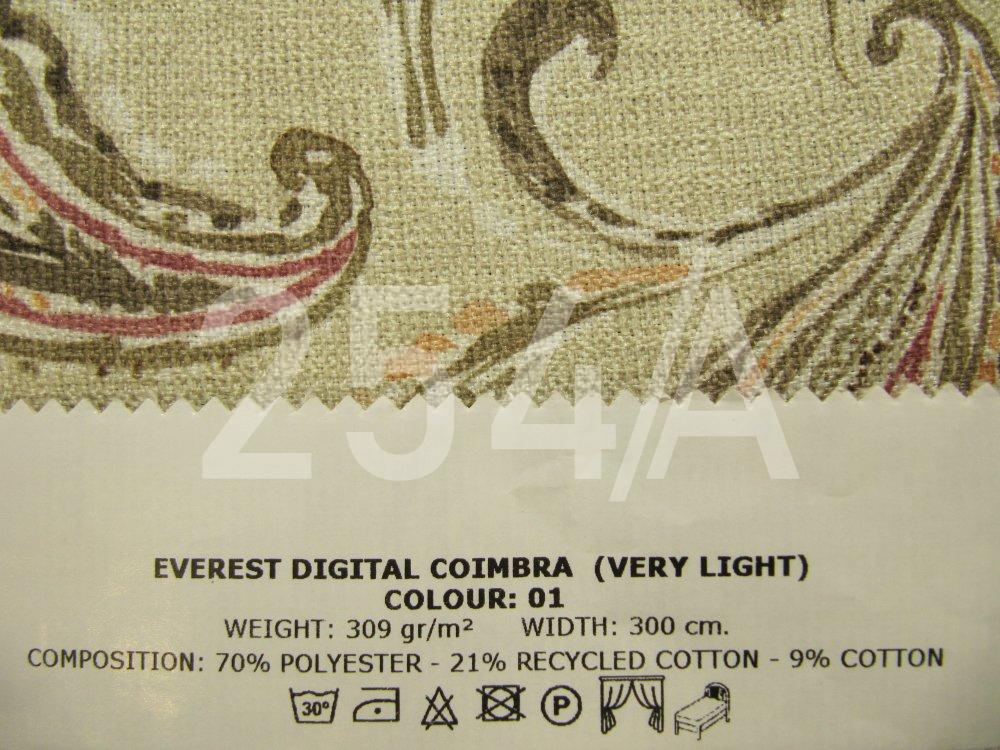 254/A
EVEREST DIGITAL COIMBRA (VERY LIGHT)
COLOUR: 01
WEIGHT: 309 gr/m² WIDTH: 300 cm.
COMPOSITION: 70% POLYESTER - 21% RECYCLED COTTON - 9% COTTON
30° P